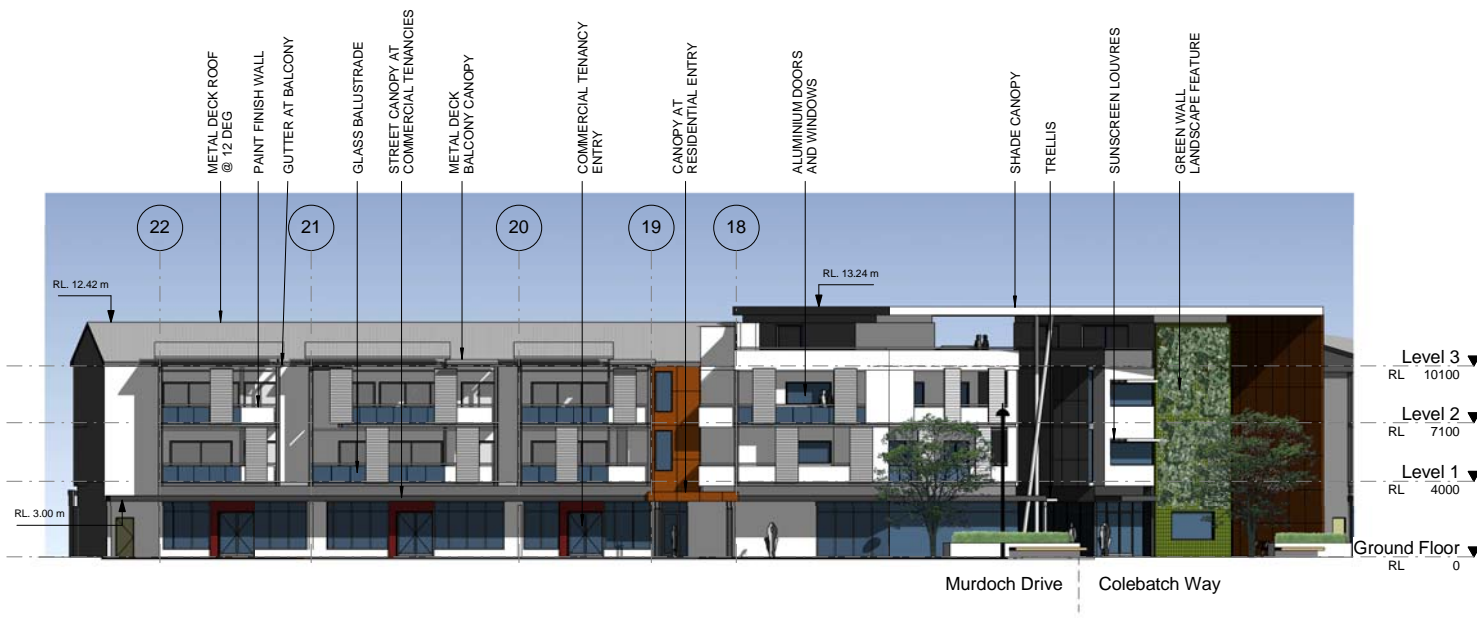 METAL DECK ROOF
@ 12 DEG
PAINT FINISH WALL
GUTTER AT BALCONY
GLASS BALUSTRADE
STREET CANOPY AT
COMMERCIAL TENANCIES
METAL DECK
BALCONY CANOPY
COMMERCIAL TENANCY
ENTRY
CANOPY AT
RESIDENTIAL ENTRY
ALUMINIUM DOORS
AND WINDOWS
SHADE CANOPY
TRELLIS
SUNSCREEN LOUVRES
GREEN WALL
LANDSCAPE FEATURE
22
21
20
19
18
RL. 12.42 m
RL. 13.24 m
Level 3
RL 10100
Level 2
RL 7100
Level 1
RL 4000
RL. 3.00 m
Ground Floor
RL 0
Murdoch Drive
Colebatch Way